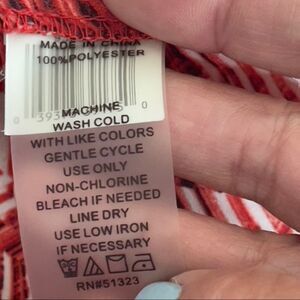 MADE IN CHINA
100%POLYESTER
MACHINE
WASH COLD
WITH LIKE COLORS
GENTLE CYCLE
USE ONLY
NON-CHLORINE
BLEACH IF NEEDED
LINE DRY
USE LOW IRON
IF NECESSARY
RN#51323